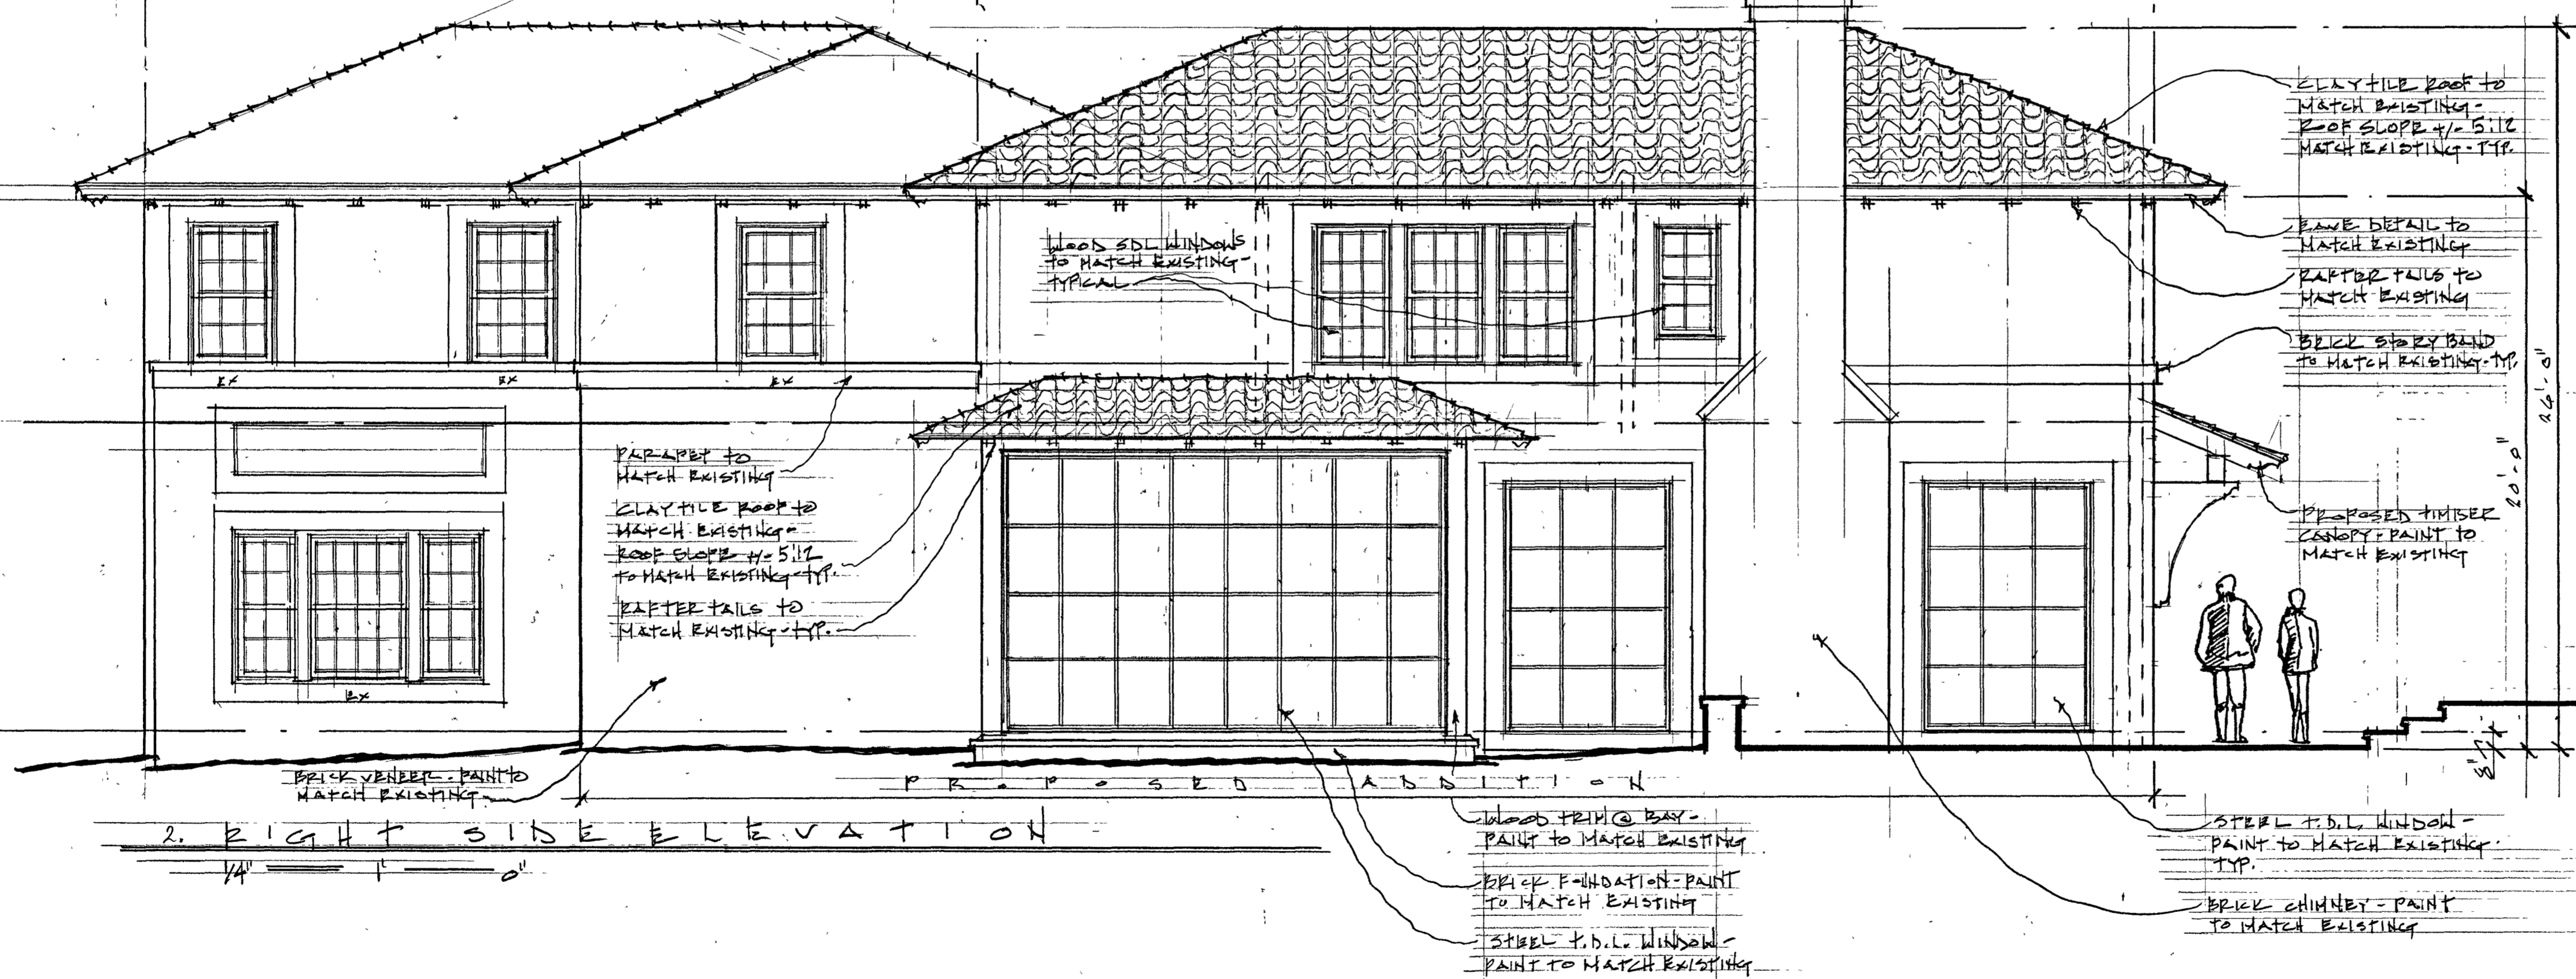 CLAY TILE ROOF TO
MATCH EXISTING-
ROOF SLOPE +/- 5:12
MATCH EXISTING-TYP.
EAVE DETAIL TO
MATCH EXISTING
RAFTER TAILS TO
MATCH EXISTING
BRICK STORY BAND
TO MATCH EXISTING-TYP.
WOOD SDL WINDOWS
TO MATCH EXISTING-
TYPICAL
EX
EX
EX
PARAPET TO
MATCH EXISTING
CLAY TILE ROOF TO
MATCH EXISTING-
ROOF SLOPE +/- 5:12
TO MATCH EXISTING-TYP.
RAFTER TAILS TO
MATCH EXISTING-TYP.
EX
PROPOSED TIMBER
CANOPY-PAINT TO
MATCH EXISTING
20'-0"
26'-0"
BRICK VENEER-PAINT TO
MATCH EXISTING
PROPOSED ADDITION
2. RIGHT SIDE ELEVATION
1/4" = 1'-0"
WOOD TRIM @ BAY-
PAINT TO MATCH EXISTING
BRICK FOUNDATION-PAINT
TO MATCH EXISTING
STEEL T.D.L. WINDOW-
PAINT TO MATCH EXISTING
STEEL T.D.L. WINDOW-
PAINT TO MATCH EXISTING-
TYP.
BRICK CHIMNEY-PAINT
TO MATCH EXISTING